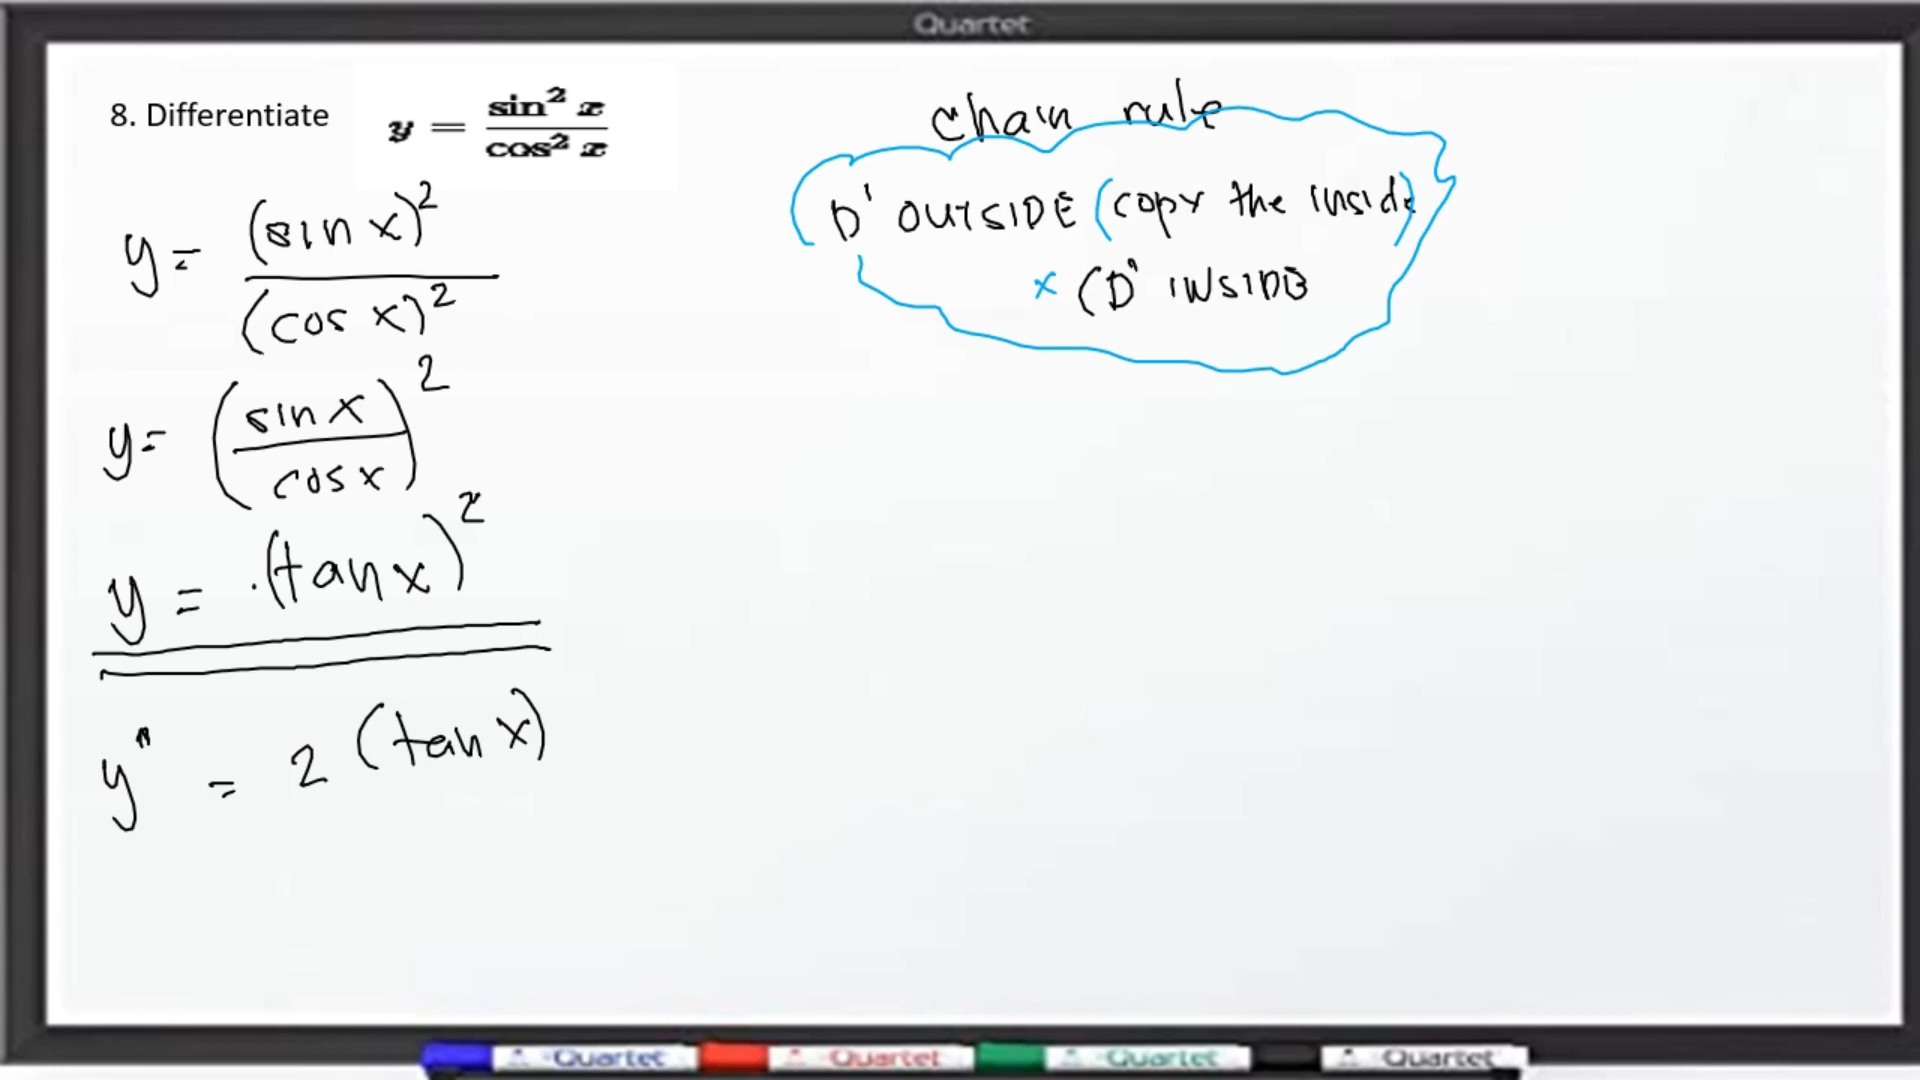 Quartet
8. Differentiate y = sin² x / cos² x
chain rule
D' OUTSIDE (copy the inside)
x (D' INSIDE
y = (sin x)² / (cos x)²
y = (sin x / cos x)²
y = (tan x)²
y' = 2 (tan x)
Quartet Quartet Quartet Quartet